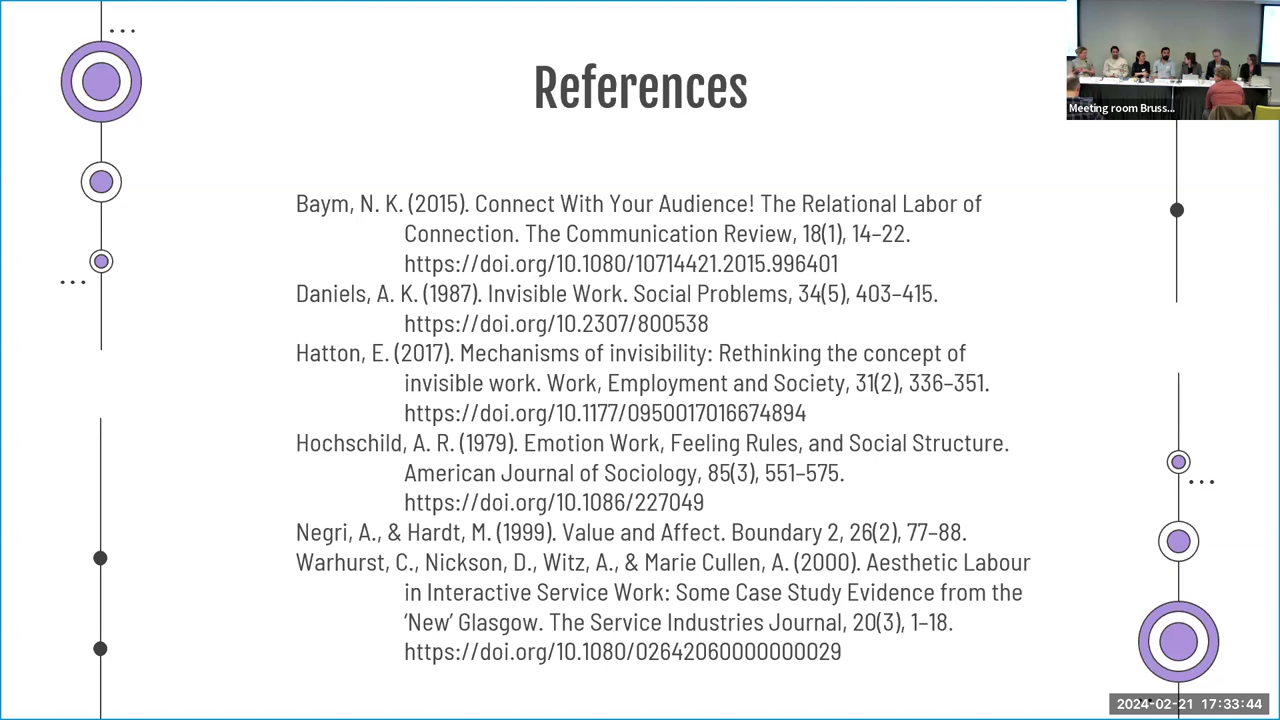 References
Meeting room Bruss...
Baym, N. K. (2015). Connect With Your Audience! The Relational Labor of
Connection. The Communication Review, 18(1), 14–22.
https://doi.org/10.1080/10714421.2015.996401
Daniels, A. K. (1987). Invisible Work. Social Problems, 34(5), 403–415.
https://doi.org/10.2307/800538
Hatton, E. (2017). Mechanisms of invisibility: Rethinking the concept of
invisible work. Work, Employment and Society, 31(2), 336–351.
https://doi.org/10.1177/0950017016674894
Hochschild, A. R. (1979). Emotion Work, Feeling Rules, and Social Structure.
American Journal of Sociology, 85(3), 551–575.
https://doi.org/10.1086/227049
Negri, A., & Hardt, M. (1999). Value and Affect. Boundary 2, 26(2), 77–88.
Warhurst, C., Nickson, D., Witz, A., & Marie Cullen, A. (2000). Aesthetic Labour
in Interactive Service Work: Some Case Study Evidence from the
‘New’ Glasgow. The Service Industries Journal, 20(3), 1–18.
https://doi.org/10.1080/02642060000000029
2024-02-21 17:33:44